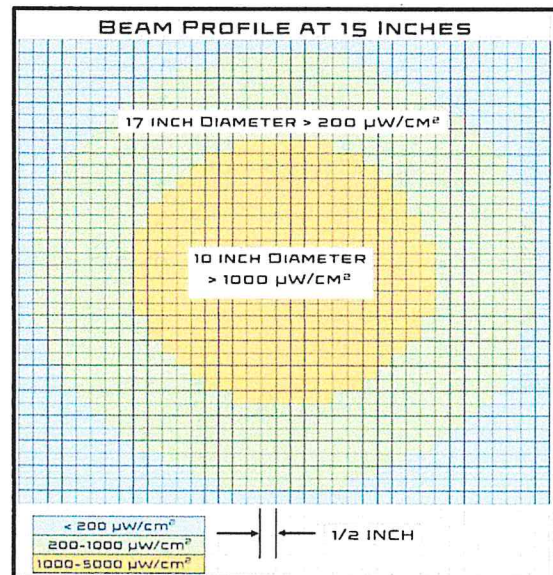 BEAM PROFILE AT 15 INCHES
17 INCH DIAMETER > 200 µW/CM²
10 INCH DIAMETER
> 1000 µW/CM²
< 200 µW/cm²
200-1000 µW/cm²
1000-5000 µW/cm²
1/2 INCH